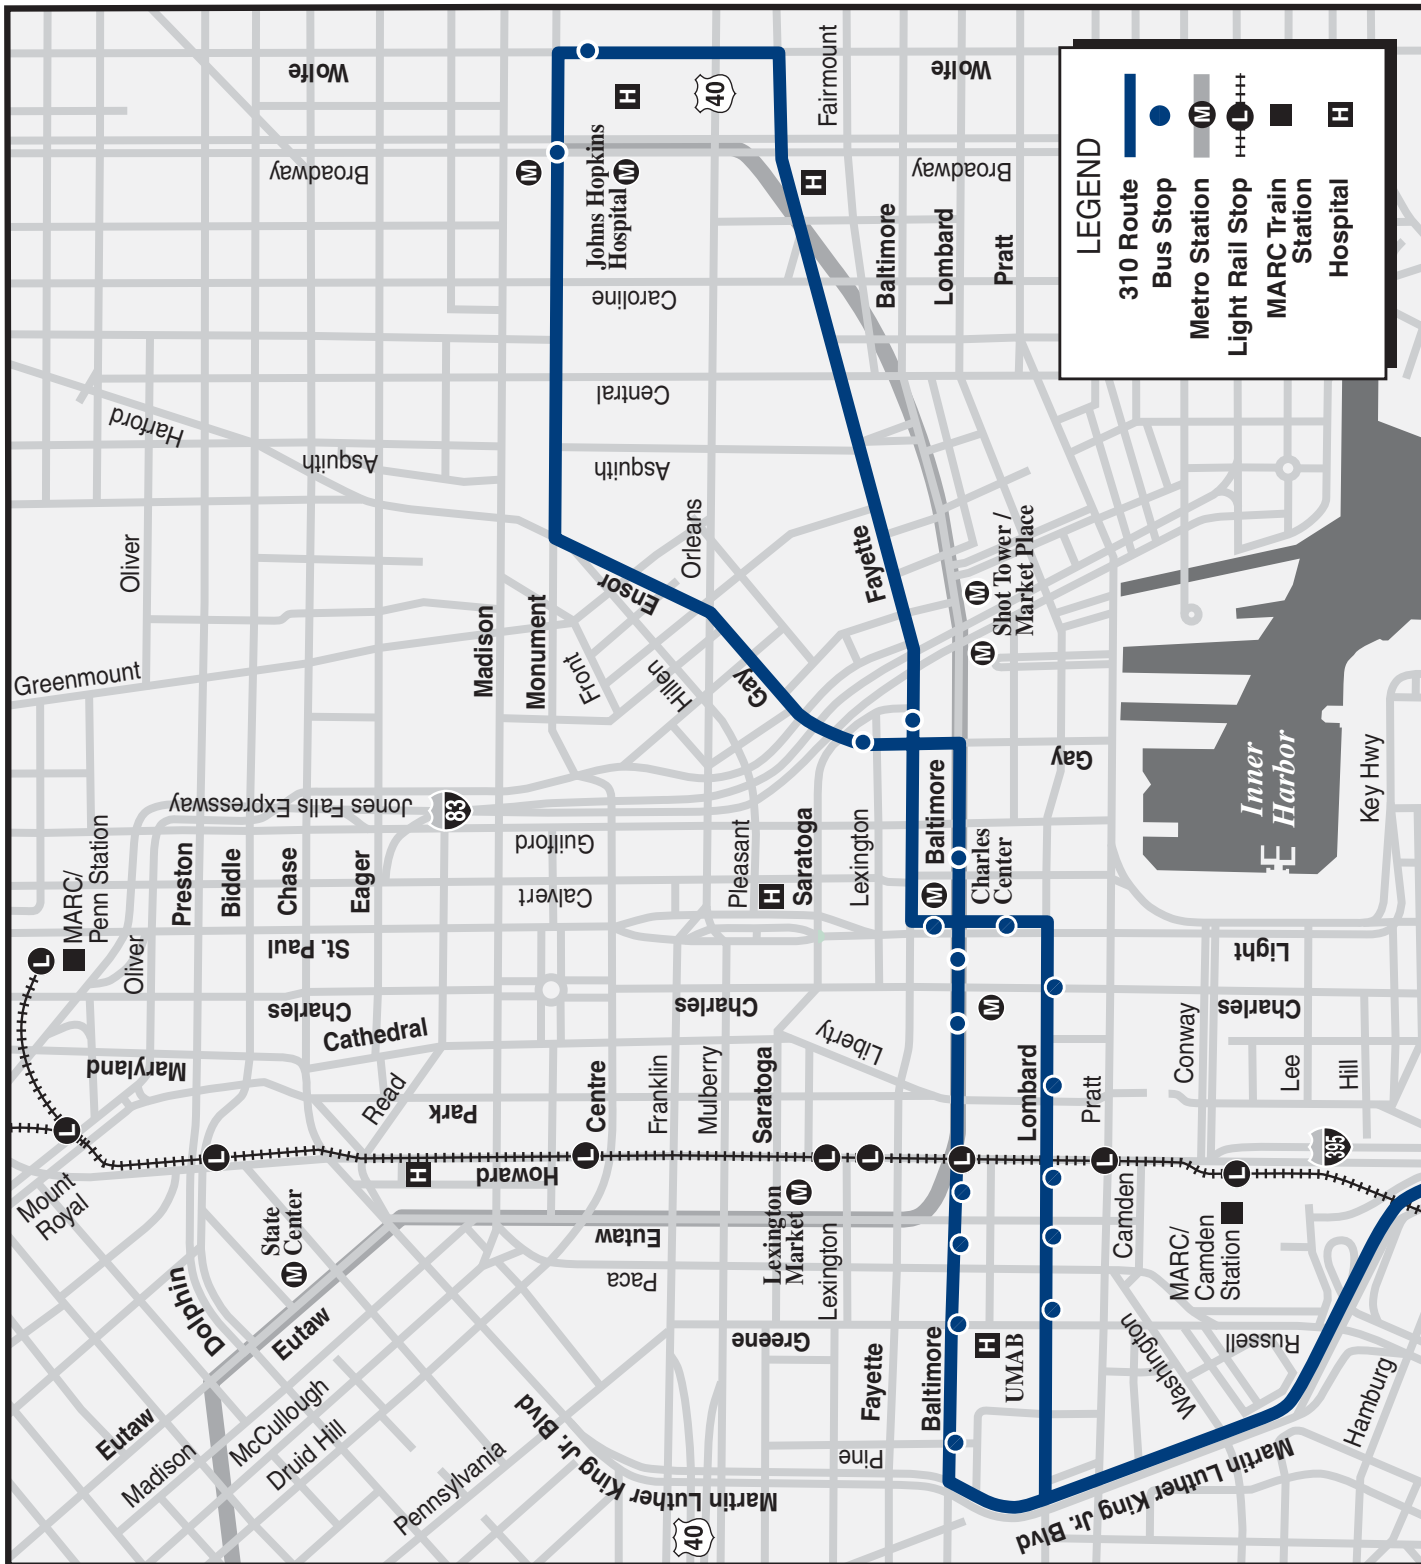 Wolfe
Wolfe
Broadway
Broadway
Fairmount
40
H
M
Johns Hopkins
Hospital
M
H
Caroline
Baltimore
Lombard
Pratt
Central
Harford
Asquith
Asquith
Orleans
Oliver
Ensor
Fayette
M
Shot Tower /
Market Place
M
Greenmount
Madison
Monument
Front
Hillen
Gay
Gay
Jones Falls Expressway
83
Inner
Harbor
Key Hwy
MARC/
Penn Station
L
Oliver
Preston
Biddle
Chase
Eager
Guilford
Calvert
Pleasant
H
Saratoga
Lexington
Baltimore
M
Charles
Center
St. Paul
Light
Charles
Charles
Charles
Cathedral
Liberty
M
Conway
Maryland
Read
Park
Centre
Franklin
Mulberry
Saratoga
Lombard
Pratt
Lee
Hill
L
L
H
Howard
L
L
L
L
L
L
395
Mount
Royal
State
Center
M
Eutaw
Paca
Lexington
Market
M
Lexington
Camden
MARC/
Camden
Station
Dolphin
Eutaw
Greene
Fayette
Baltimore
H
UMAB
Washington
Russell
Hamburg
Eutaw
Madison
McCullough
Druid Hill
Pennsylvania
Martin Luther King Jr. Blvd
Pine
Martin Luther King Jr. Blvd
40
LEGEND
310 Route
Bus Stop
Metro Station
M
Light Rail Stop
L
MARC Train
Station
Hospital
H